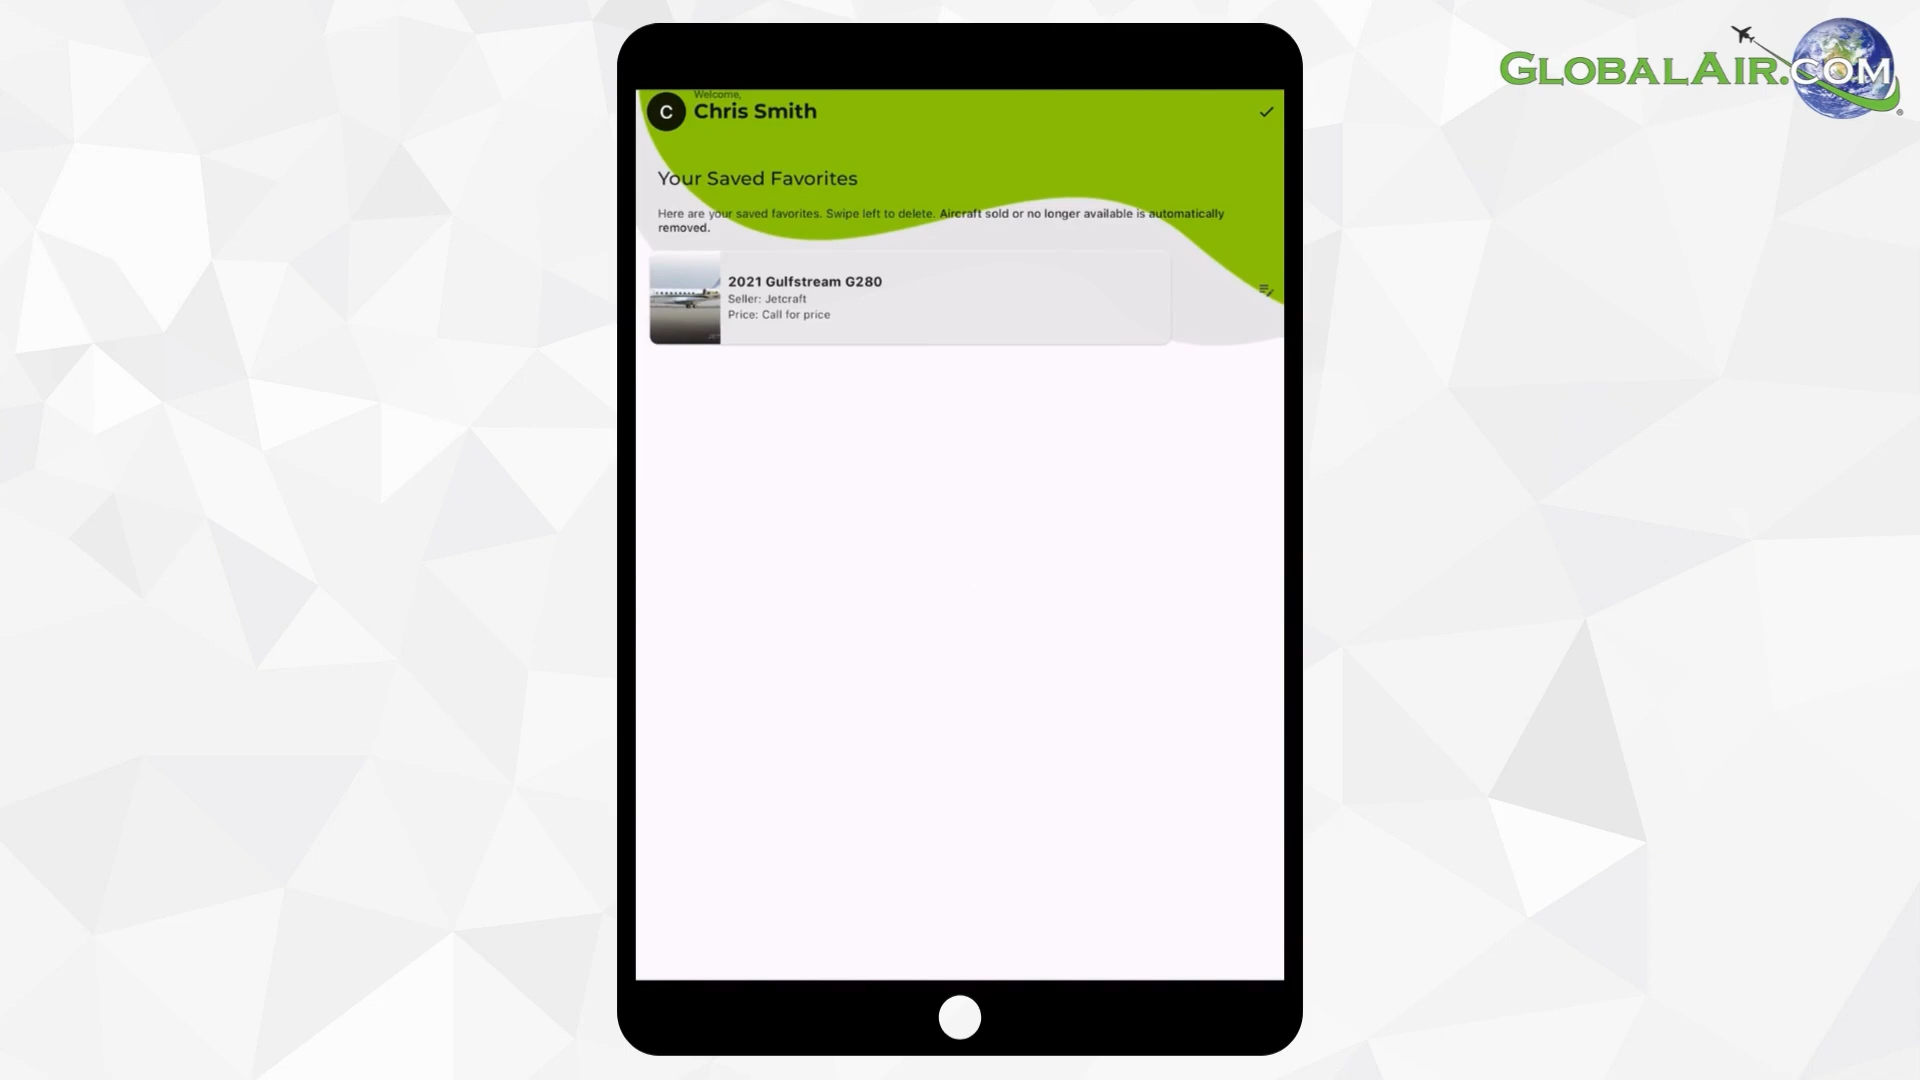 GLOBALAIR.COM
Welcome,
C
Chris Smith
Your Saved Favorites
Here are your saved favorites. Swipe left to delete. Aircraft sold or no longer available is automatically
removed.
2021 Gulfstream G280
Seller: Jetcraft
Price: Call for price